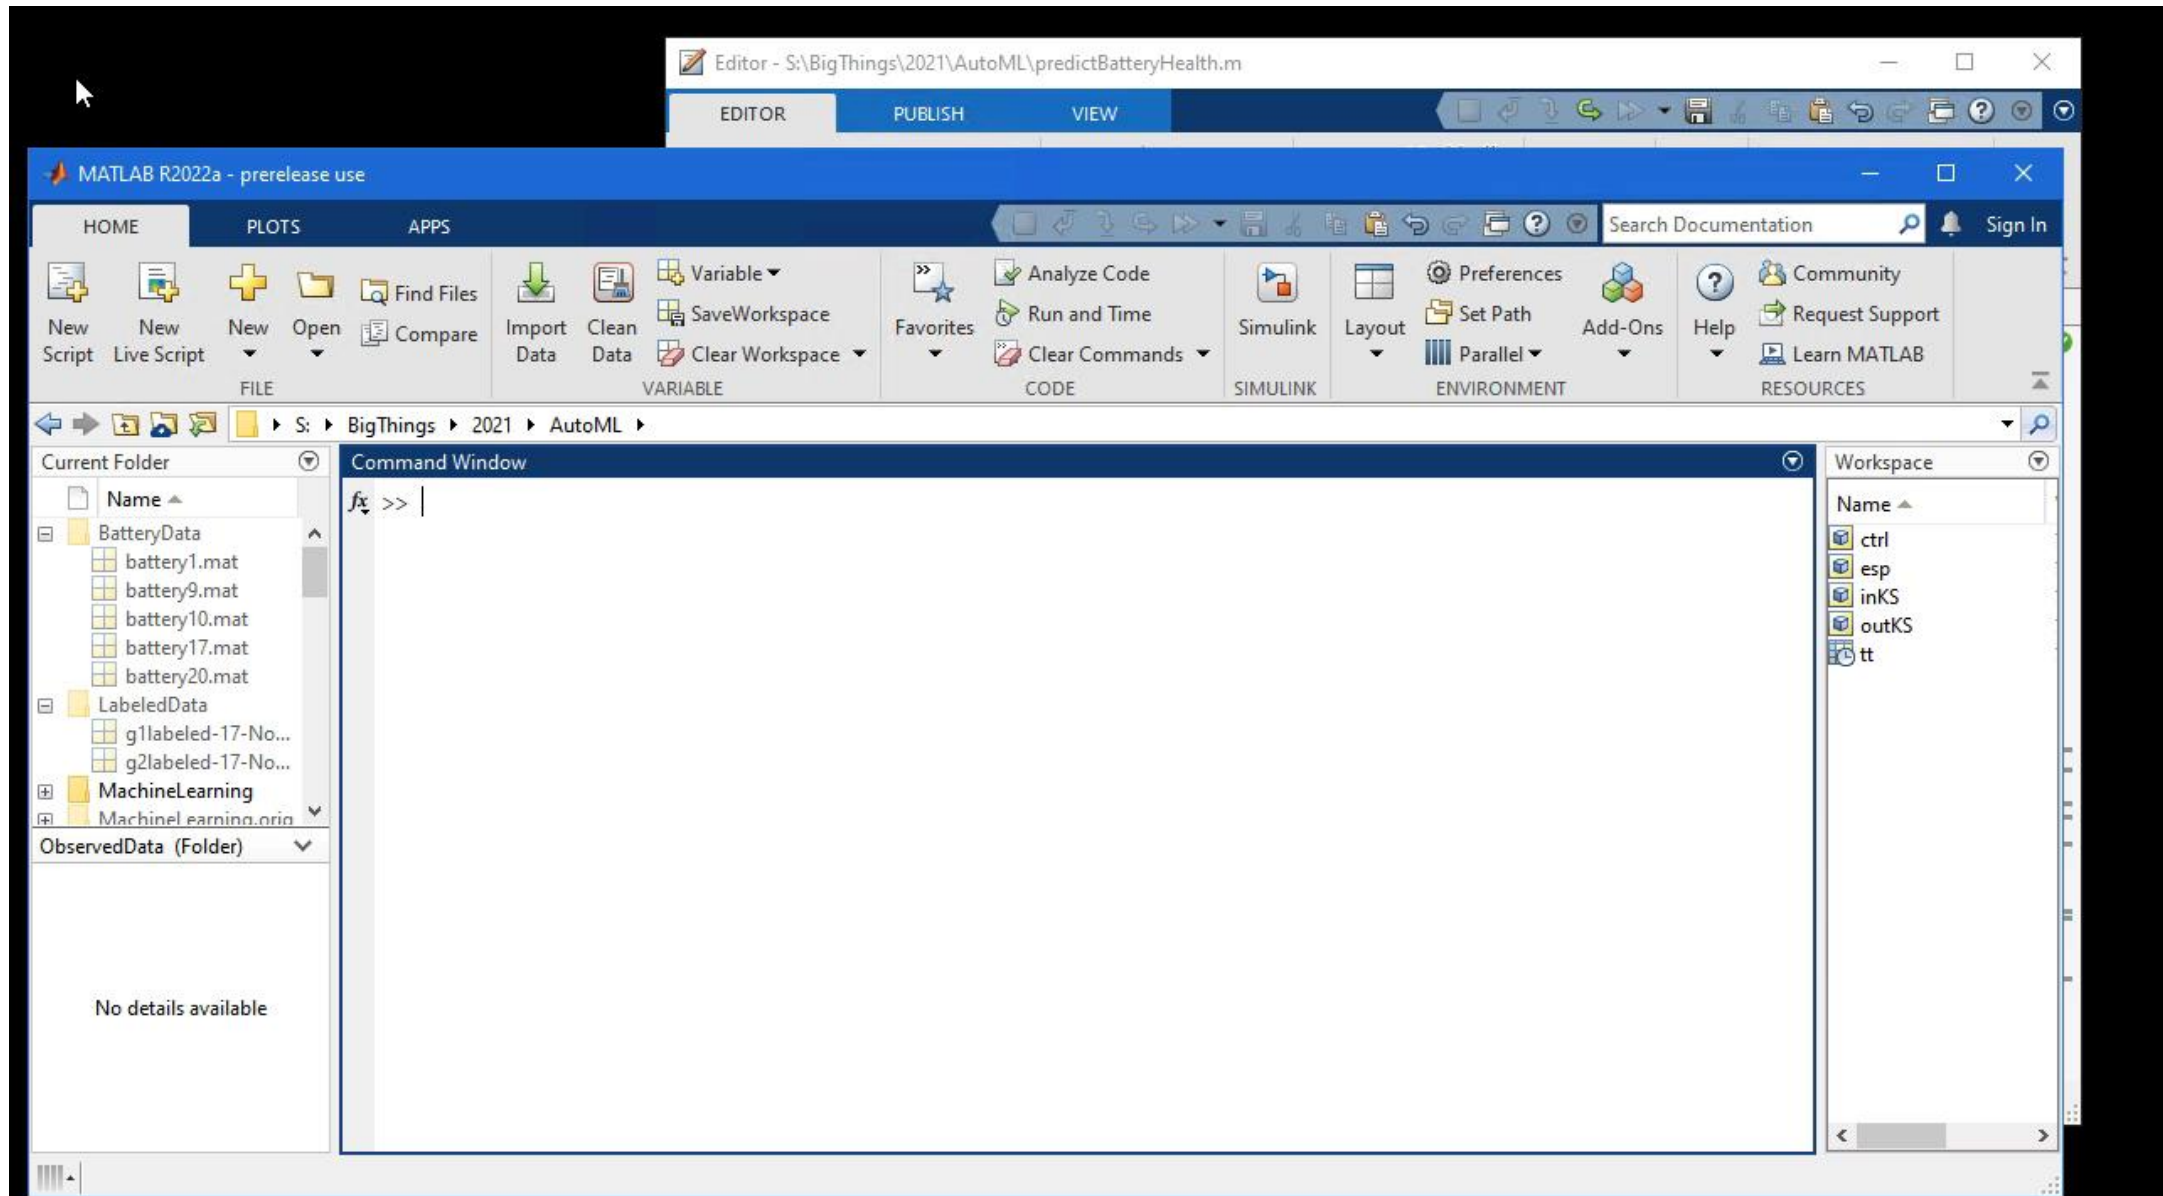 Editor - S:\BigThings\2021\AutoML\predictBatteryHealth.m
EDITOR PUBLISH VIEW
MATLAB R2022a - prerelease use
HOME PLOTS APPS Search Documentation Sign In
New Script
New Live Script
New
Open
Find Files
Compare
FILE
Import Data
Clean Data
Variable
SaveWorkspace
Clear Workspace
VARIABLE
Favorites
Analyze Code
Run and Time
Clear Commands
CODE
Simulink
SIMULINK
Layout
Preferences
Set Path
Parallel
Add-Ons
ENVIRONMENT
Help
Community
Request Support
Learn MATLAB
RESOURCES
S: BigThings 2021 AutoML
Current Folder
Name
BatteryData
battery1.mat
battery9.mat
battery10.mat
battery17.mat
battery20.mat
LabeledData
g1labeled-17-No...
g2labeled-17-No...
MachineLearning
MachineLearning.orig
ObservedData (Folder)
No details available
Command Window
fx >>
Workspace
Name
ctrl
esp
inKS
outKS
tt